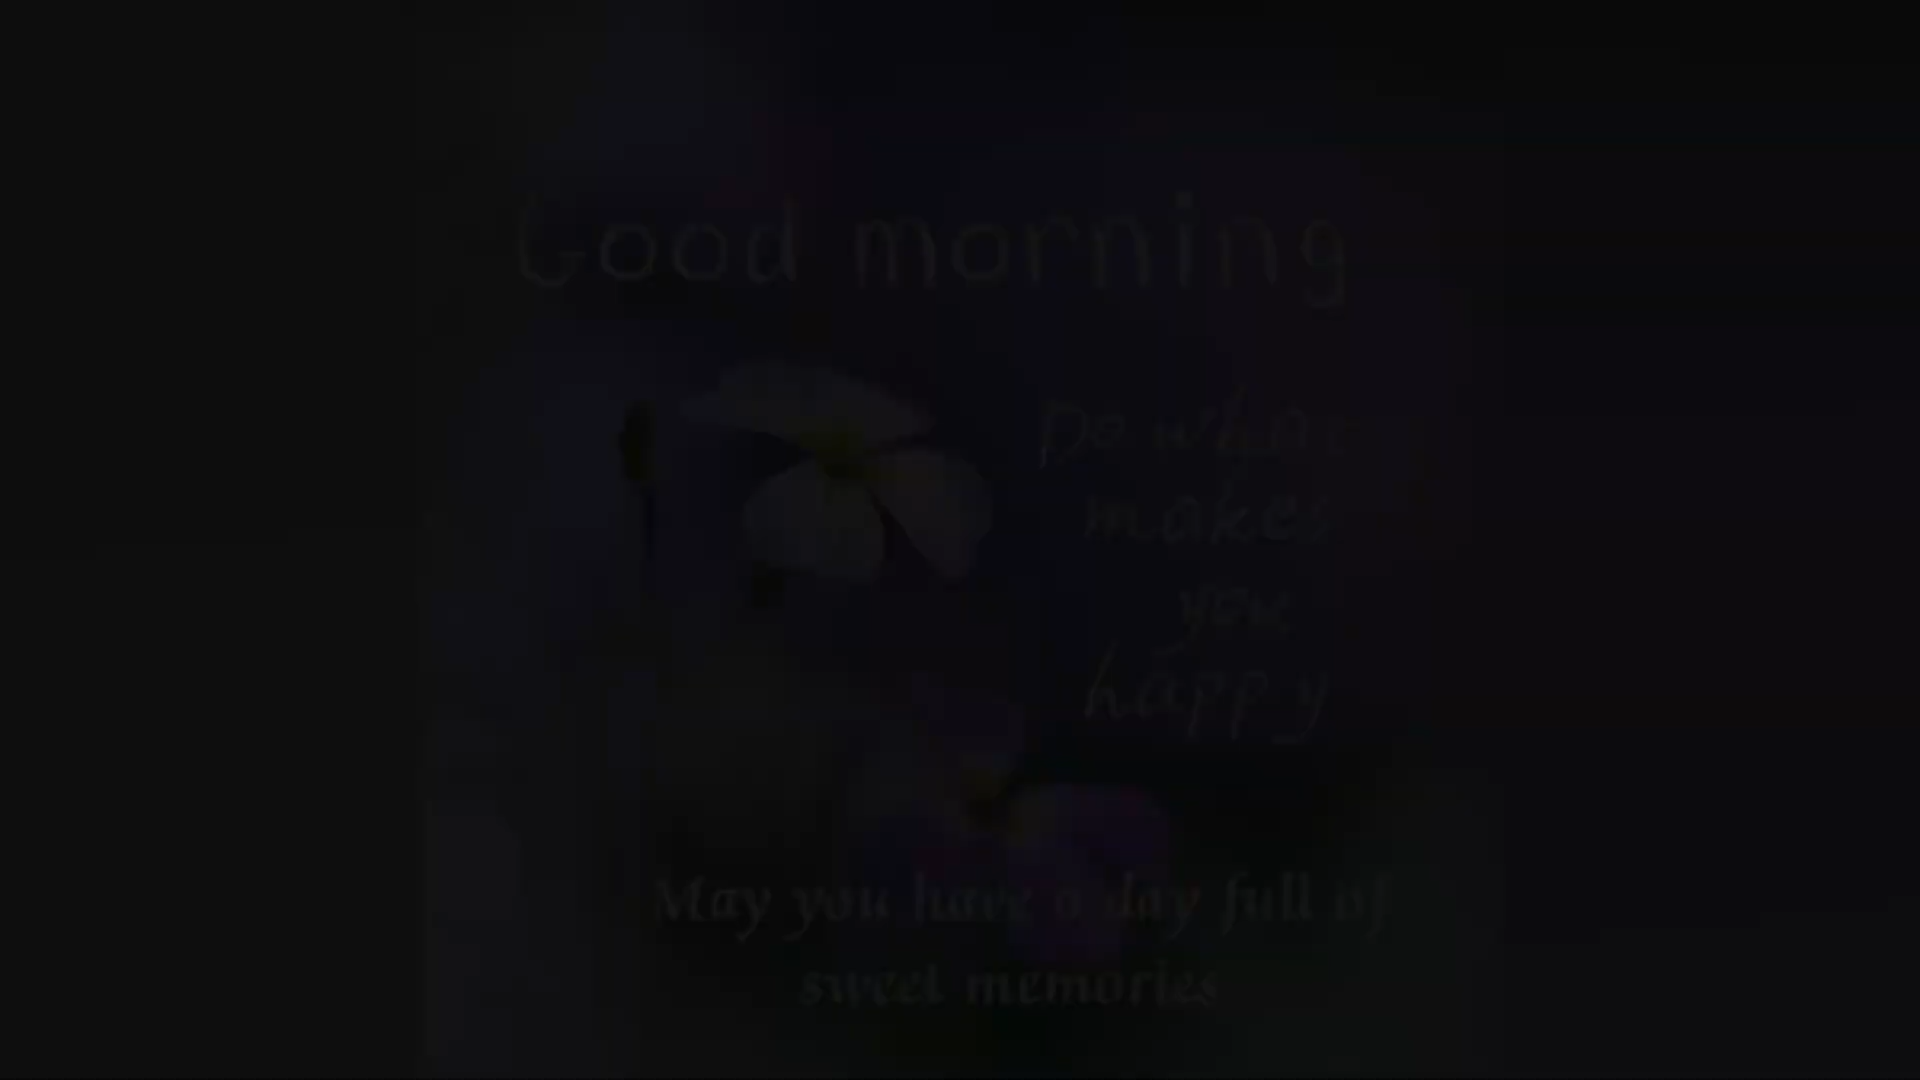 Good morning
Do what
makes
you
happy
May you have a day full of
sweet memories